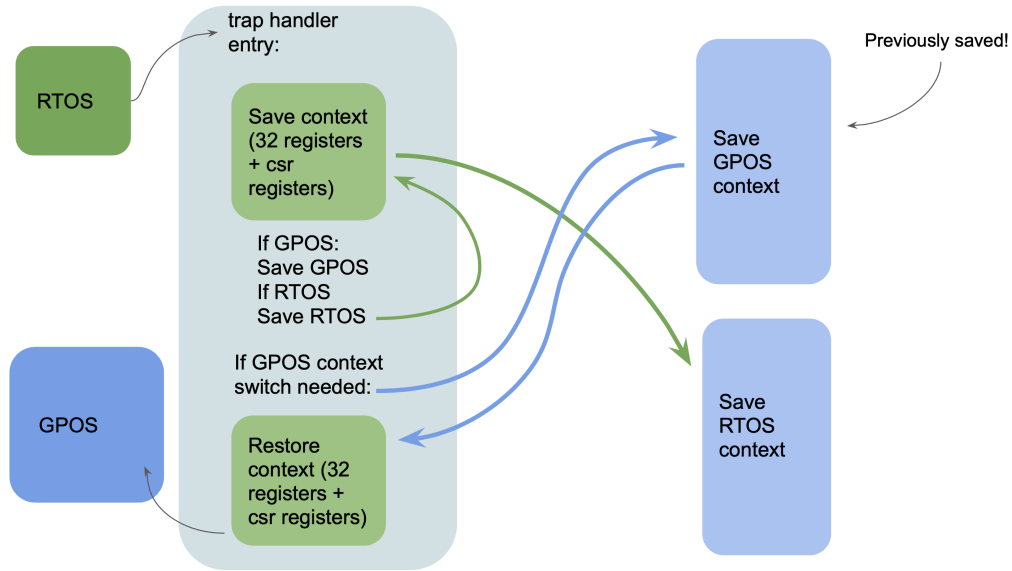 RTOS
trap handler
entry:
Save context
(32 registers
+ csr
registers)
If GPOS:
Save GPOS
If RTOS
Save RTOS
If GPOS context
switch needed:
Restore
context (32
registers +
csr registers)
GPOS
Previously saved!
Save
GPOS
context
Save
RTOS
context